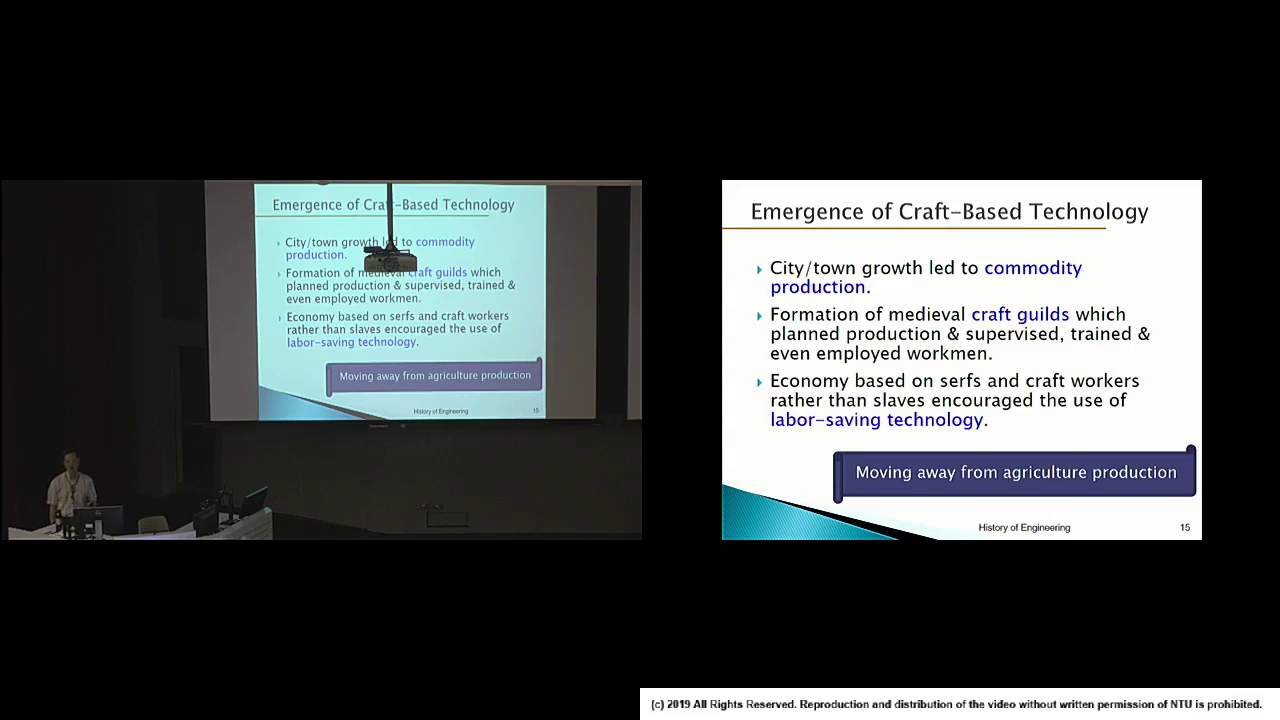 Emergence of Craft-Based Technology
City/town growth led to commodity
production.
Formation of medieval craft guilds which
planned production & supervised, trained &
even employed workmen.
Economy based on serfs and craft workers
rather than slaves encouraged the use of
labor-saving technology.
Moving away from agriculture production
History of Engineering
15
Emergence of Craft-Based Technology
City/town growth led to commodity
production.
Formation of medieval craft guilds which
planned production & supervised, trained &
even employed workmen.
Economy based on serfs and craft workers
rather than slaves encouraged the use of
labor-saving technology.
Moving away from agriculture production
History of Engineering
15
(c) 2019 All Rights Reserved. Reproduction and distribution of the video without written permission of NTU is prohibited.